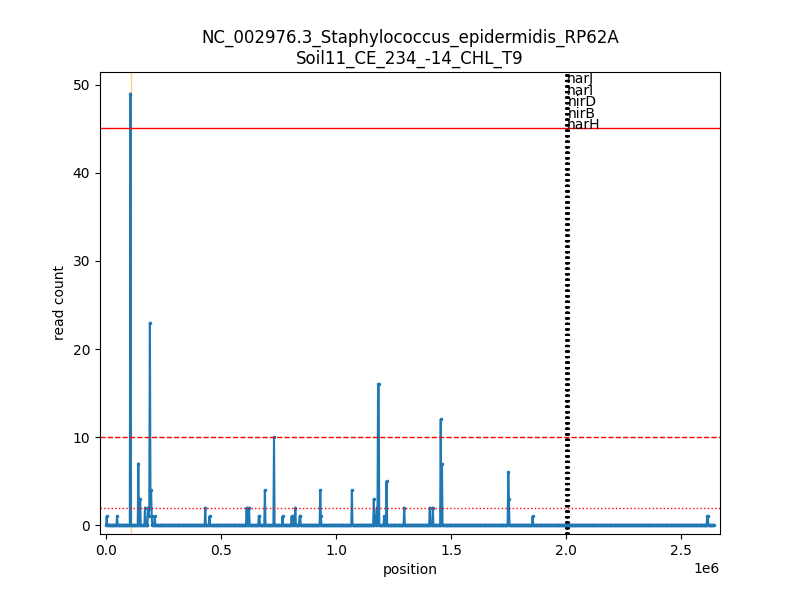 NC_002976.3_Staphylococcus_epidermidis_RP62A
Soil11_CE_234_-14_CHL_T9
narJ
narI
nirD
nirB
narH
50
40
30
20
10
0
read count
0.0 0.5 1.0 1.5 2.0 2.5
1e6
position